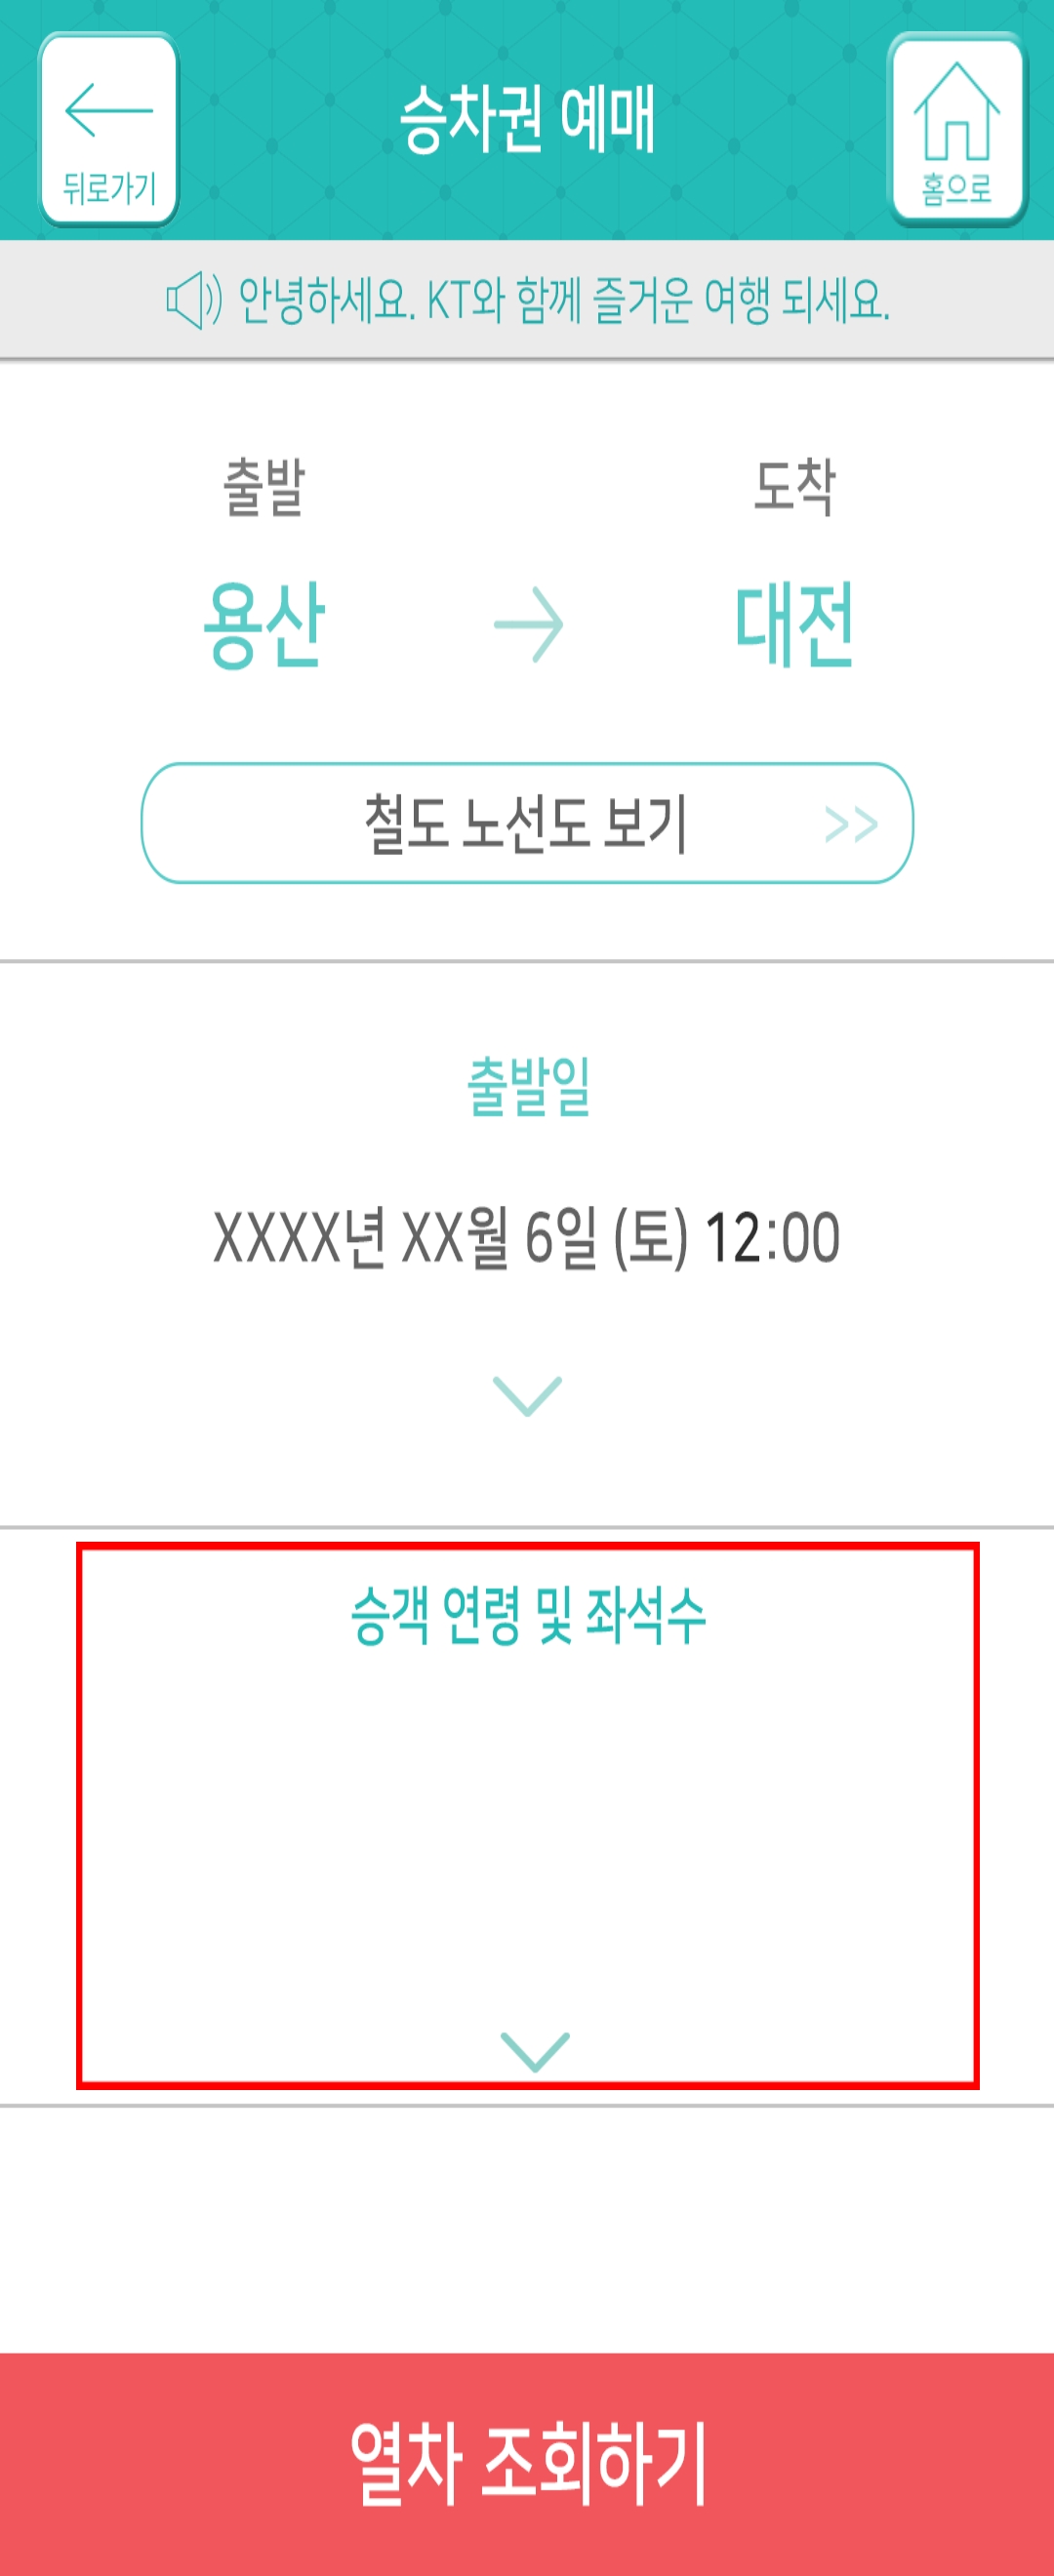 승차권 예매
뒤로가기
홈으로
안녕하세요. KT와 함께 즐거운 여행 되세요.
출발
도착
용산
대전
철도 노선도 보기 >>
출발일
XXXX년 XX월 6일 (토) 12:00
승객 연령 및 좌석수
열차 조회하기